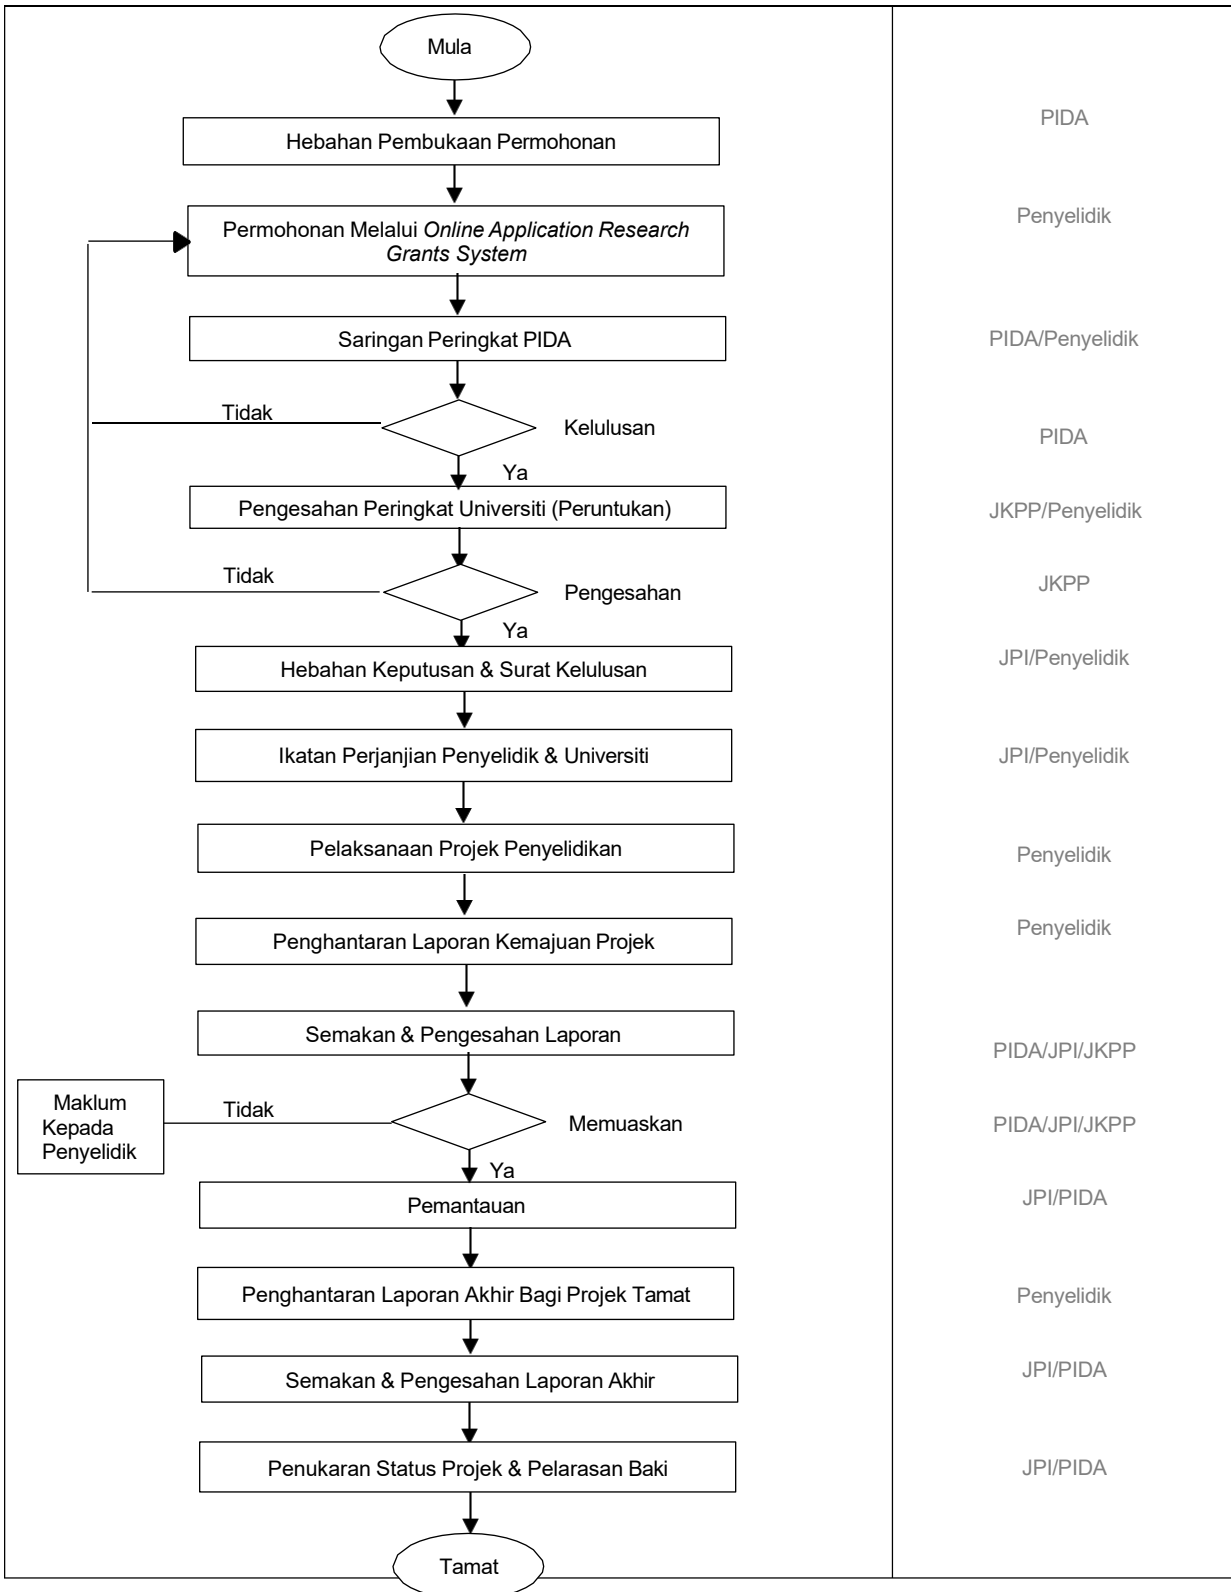 Mula
Hebahan Pembukaan Permohonan
PIDA
Permohonan Melalui Online Application Research
Grants System
Penyelidik
Saringan Peringkat PIDA
PIDA/Penyelidik
Tidak
Kelulusan
PIDA
Ya
Pengesahan Peringkat Universiti (Peruntukan)
JKPP/Penyelidik
Tidak
Pengesahan
JKPP
Ya
Hebahan Keputusan & Surat Kelulusan
JPI/Penyelidik
Ikatan Perjanjian Penyelidik & Universiti
JPI/Penyelidik
Pelaksanaan Projek Penyelidikan
Penyelidik
Penghantaran Laporan Kemajuan Projek
Penyelidik
Semakan & Pengesahan Laporan
PIDA/JPI/JKPP
Maklum
Kepada
Penyelidik
Tidak
Memuaskan
PIDA/JPI/JKPP
Ya
Pemantauan
JPI/PIDA
Penghantaran Laporan Akhir Bagi Projek Tamat
Penyelidik
Semakan & Pengesahan Laporan Akhir
JPI/PIDA
Penukaran Status Projek & Pelarasan Baki
JPI/PIDA
Tamat